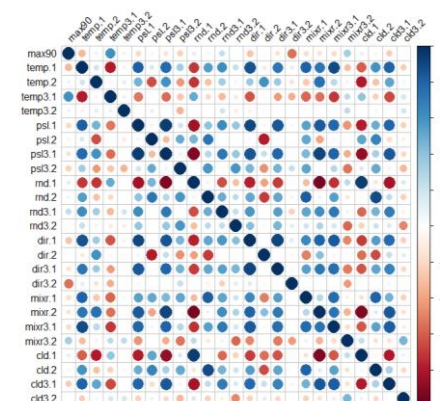 max90 temp.1 temp.2 temp3.1 temp3.2 psl.1 psl.2 psl3.1 psl3.2 rnd.1 rnd.2 rnd3.1 rnd3.2 dir.1 dir.2 dir3.1 dir3.2 mixr.1 mixr.2 mixr3.1 mixr3.2 cld.1 cld.2 cld3.1 cld3.2
max90
temp.1
temp.2
temp3.1
temp3.2
psl.1
psl.2
psl3.1
psl3.2
rnd.1
rnd.2
rnd3.1
rnd3.2
dir.1
dir.2
dir3.1
dir3.2
mixr.1
mixr.2
mixr3.1
mixr3.2
cld.1
cld.2
cld3.1
cld3.2